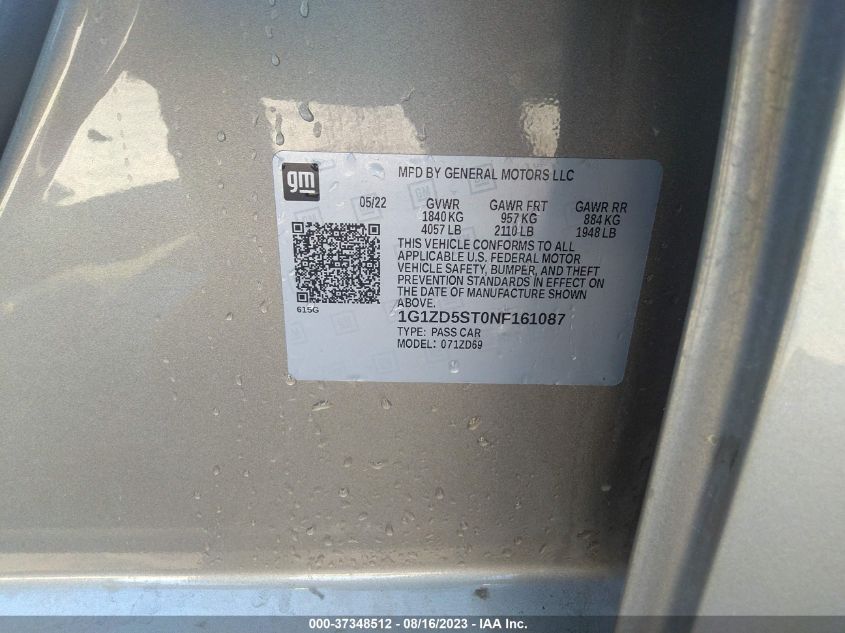 gm
MFD BY GENERAL MOTORS LLC
05/22 GVWR GAWR FRT GAWR RR
1840 KG 957 KG 884 KG
4057 LB 2110 LB 1948 LB
THIS VEHICLE CONFORMS TO ALL
APPLICABLE U.S. FEDERAL MOTOR
VEHICLE SAFETY, BUMPER, AND THEFT
PREVENTION STANDARDS IN EFFECT ON
THE DATE OF MANUFACTURE SHOWN
ABOVE.
615G
1G1ZD5ST0NF161087
TYPE: PASS CAR
MODEL: 071ZD69
000-37348512 - 08/16/2023 - IAA Inc.